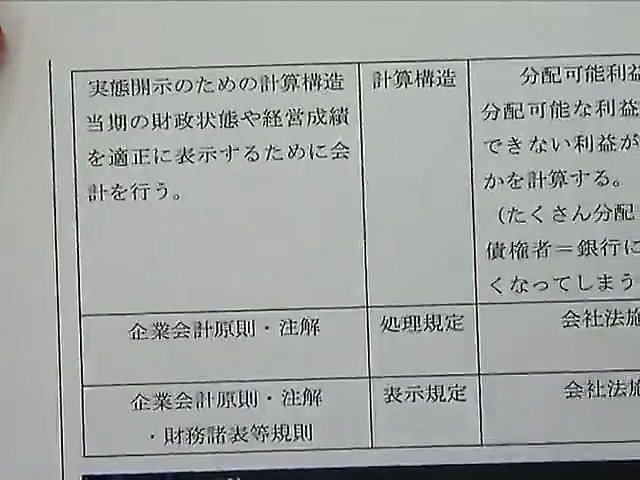 実態開示のための計算構造
当期の財政状態や経営成績
を適正に表示するために会
計を行う。
計算構造
分配可能利益
分配可能な利益
できない利益が
かを計算する。
（たくさん分配
債権者＝銀行に
くなってしまう
企業会計原則・注解
処理規定
会社法施
企業会計原則・注解
・財務諸表等規則
表示規定
会社法施